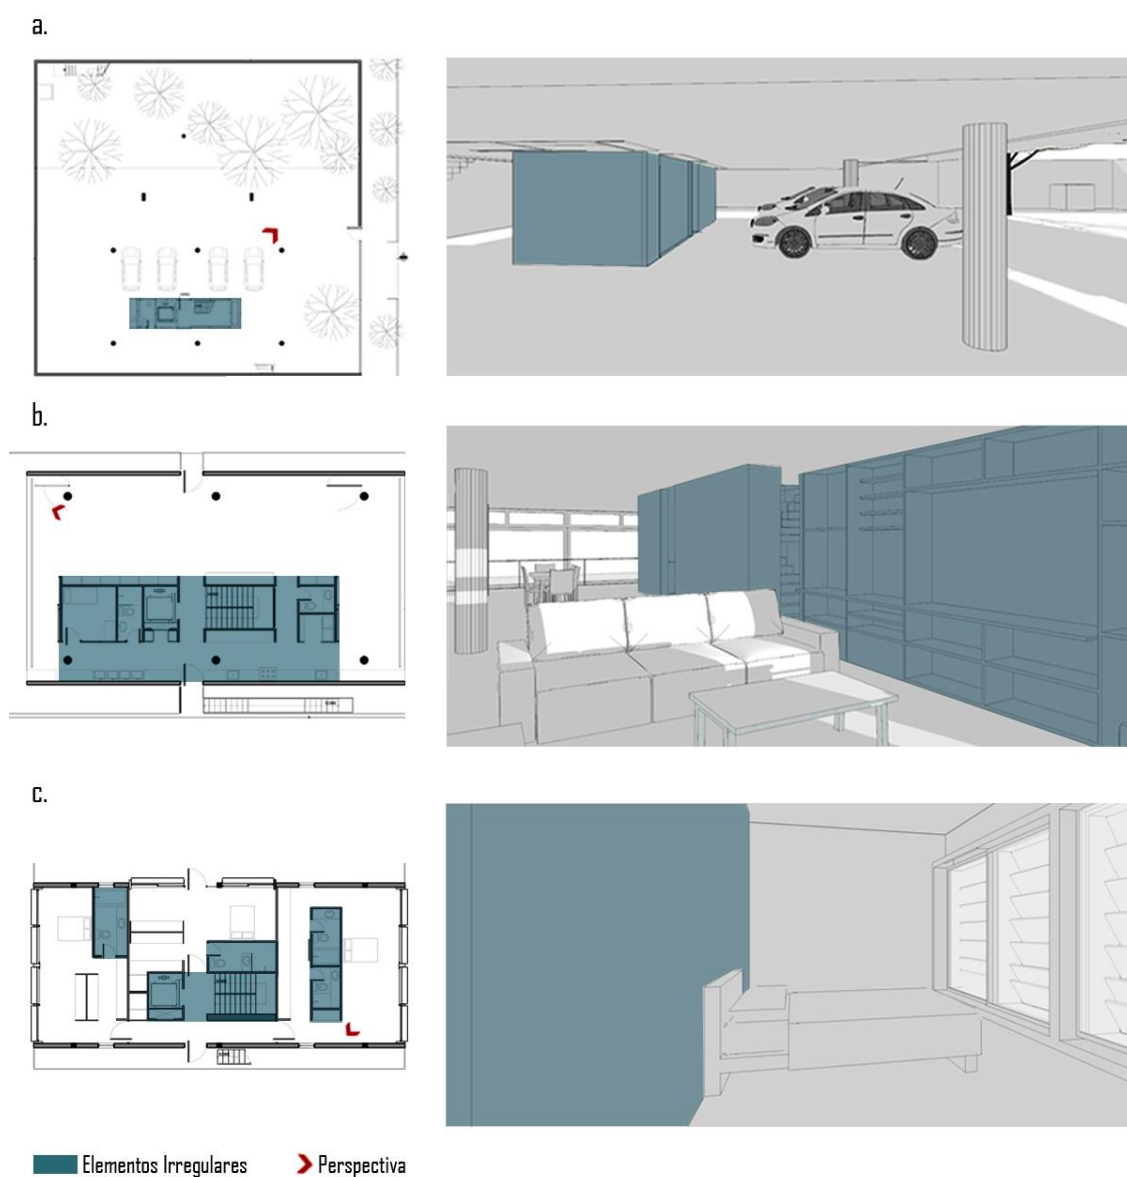 a.
b.
c.
Elementos Irregulares
Perspectiva